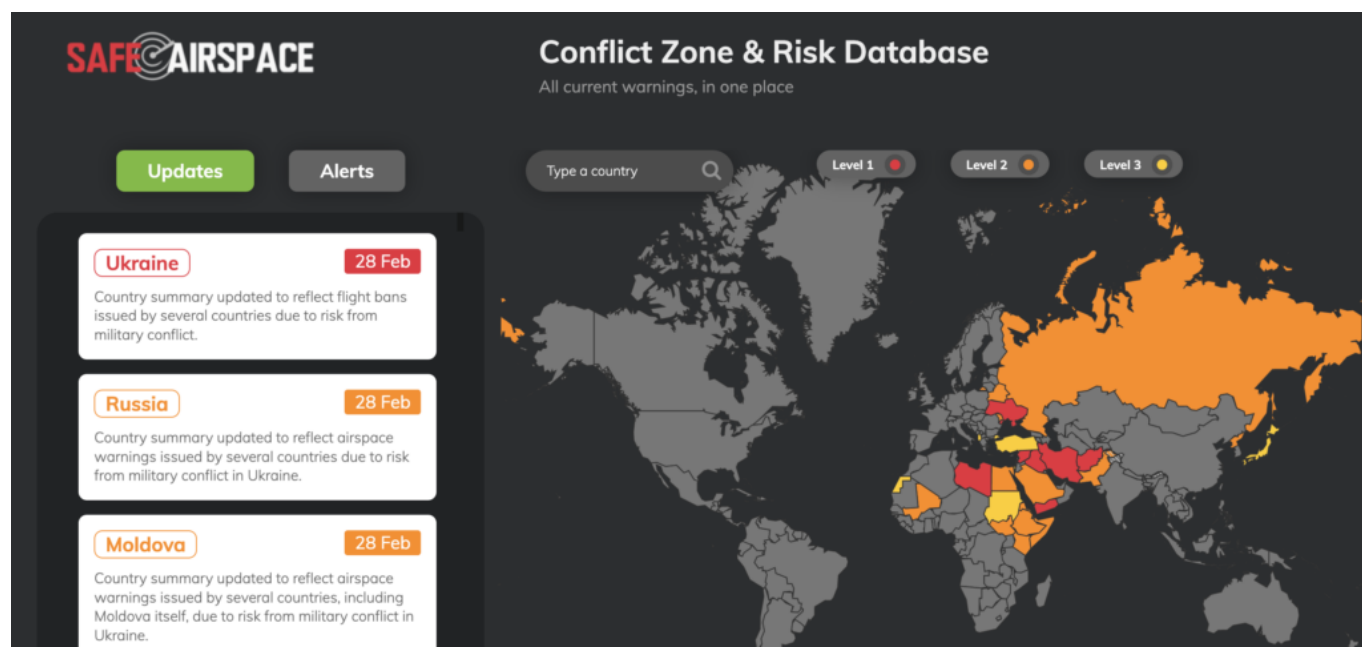 SAFE AIRSPACE
Conflict Zone & Risk Database
All current warnings, in one place
Updates
Alerts
Type a country
Level 1
Level 2
Level 3
Ukraine
28 Feb
Country summary updated to reflect flight bans
issued by several countries due to risk from
military conflict.
Russia
28 Feb
Country summary updated to reflect airspace
warnings issued by several countries due to risk
from military conflict in Ukraine.
Moldova
28 Feb
Country summary updated to reflect airspace
warnings issued by several countries, including
Moldova itself, due to risk from military conflict in
Ukraine.